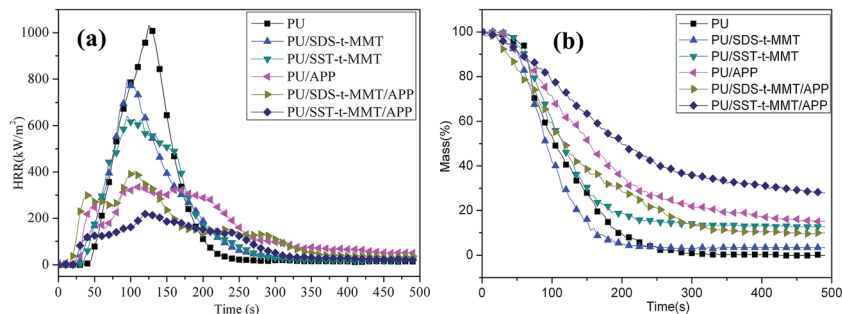 (a)
PU
PU/SDS-t-MMT
PU/SST-t-MMT
PU/APP
PU/SDS-t-MMT/APP
PU/SST-t-MMT/APP
HRR(kW/m²)
1000
800
600
400
200
0
0 50 100 150 200 250 300 350 400 450 500
Time (s)
(b)
PU
PU/SDS-t-MMT
PU/SST-t-MMT
PU/APP
PU/SDS-t-MMT/APP
PU/SST-t-MMT/APP
Mass(%)
100
80
60
40
20
0
0 100 200 300 400 500
Time(s)